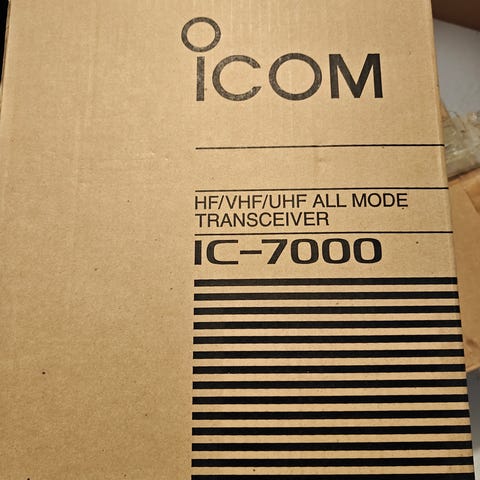 iCOM
HF/VHF/UHF ALL MODE
TRANSCEIVER
IC-7000